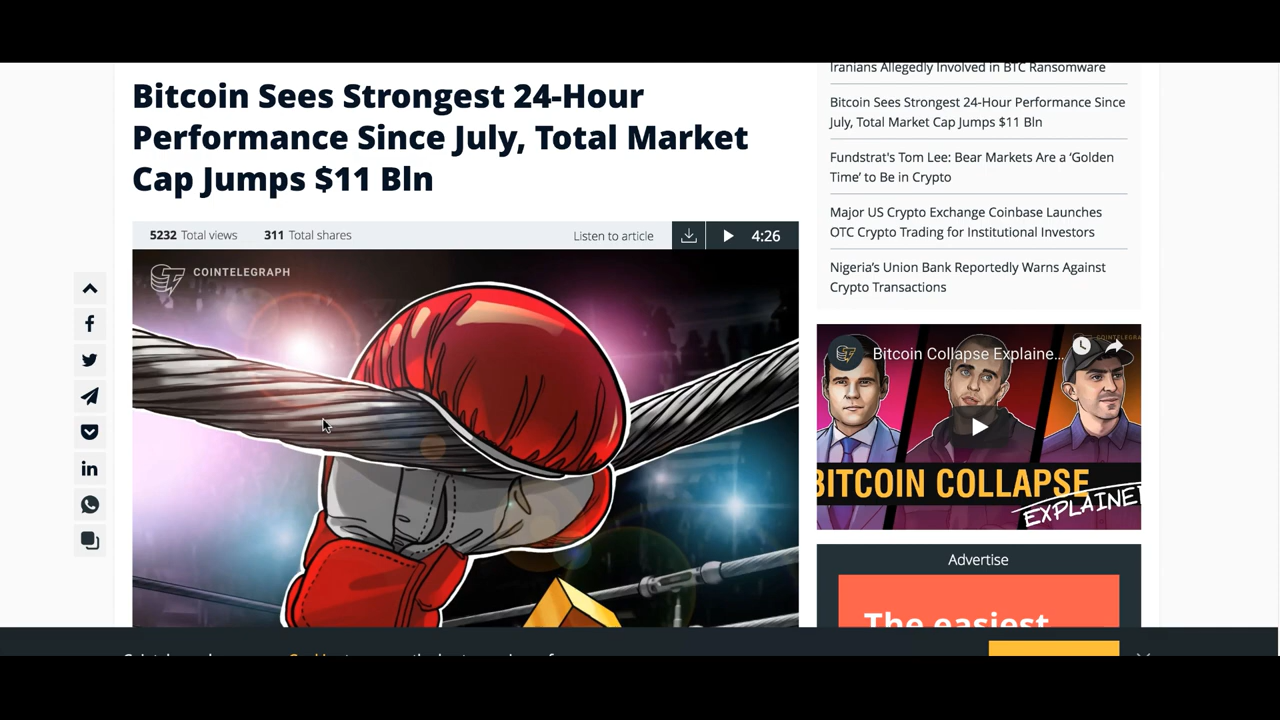 Bitcoin Sees Strongest 24-Hour
Performance Since July, Total Market
Cap Jumps $11 Bln
5232 Total views 311 Total shares Listen to article 4:26
COINTELEGRAPH
Iranians Allegedly Involved in BTC Ransomware
Bitcoin Sees Strongest 24-Hour Performance Since
July, Total Market Cap Jumps $11 Bln
Fundstrat's Tom Lee: Bear Markets Are a ‘Golden
Time’ to Be in Crypto
Major US Crypto Exchange Coinbase Launches
OTC Crypto Trading for Institutional Investors
Nigeria’s Union Bank Reportedly Warns Against
Crypto Transactions
Bitcoin Collapse Explaine...
BITCOIN COLLAPSE
EXPLAINE
Advertise
The easiest